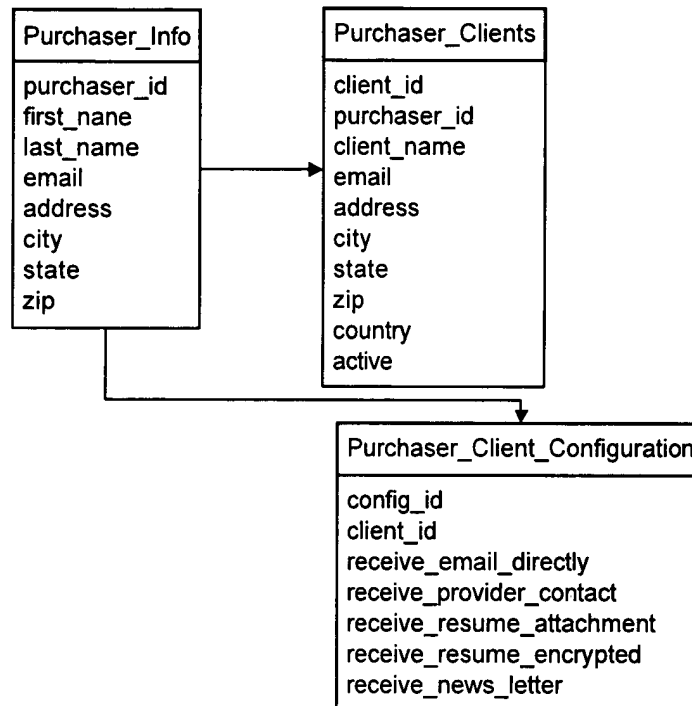 Purchaser_Info
purchaser_id
first_nane
last_name
email
address
city
state
zip
Purchaser_Clients
client_id
purchaser_id
client_name
email
address
city
state
zip
country
active
Purchaser_Client_Configuration
config_id
client_id
receive_email_directly
receive_provider_contact
receive_resume_attachment
receive_resume_encrypted
receive_news_letter